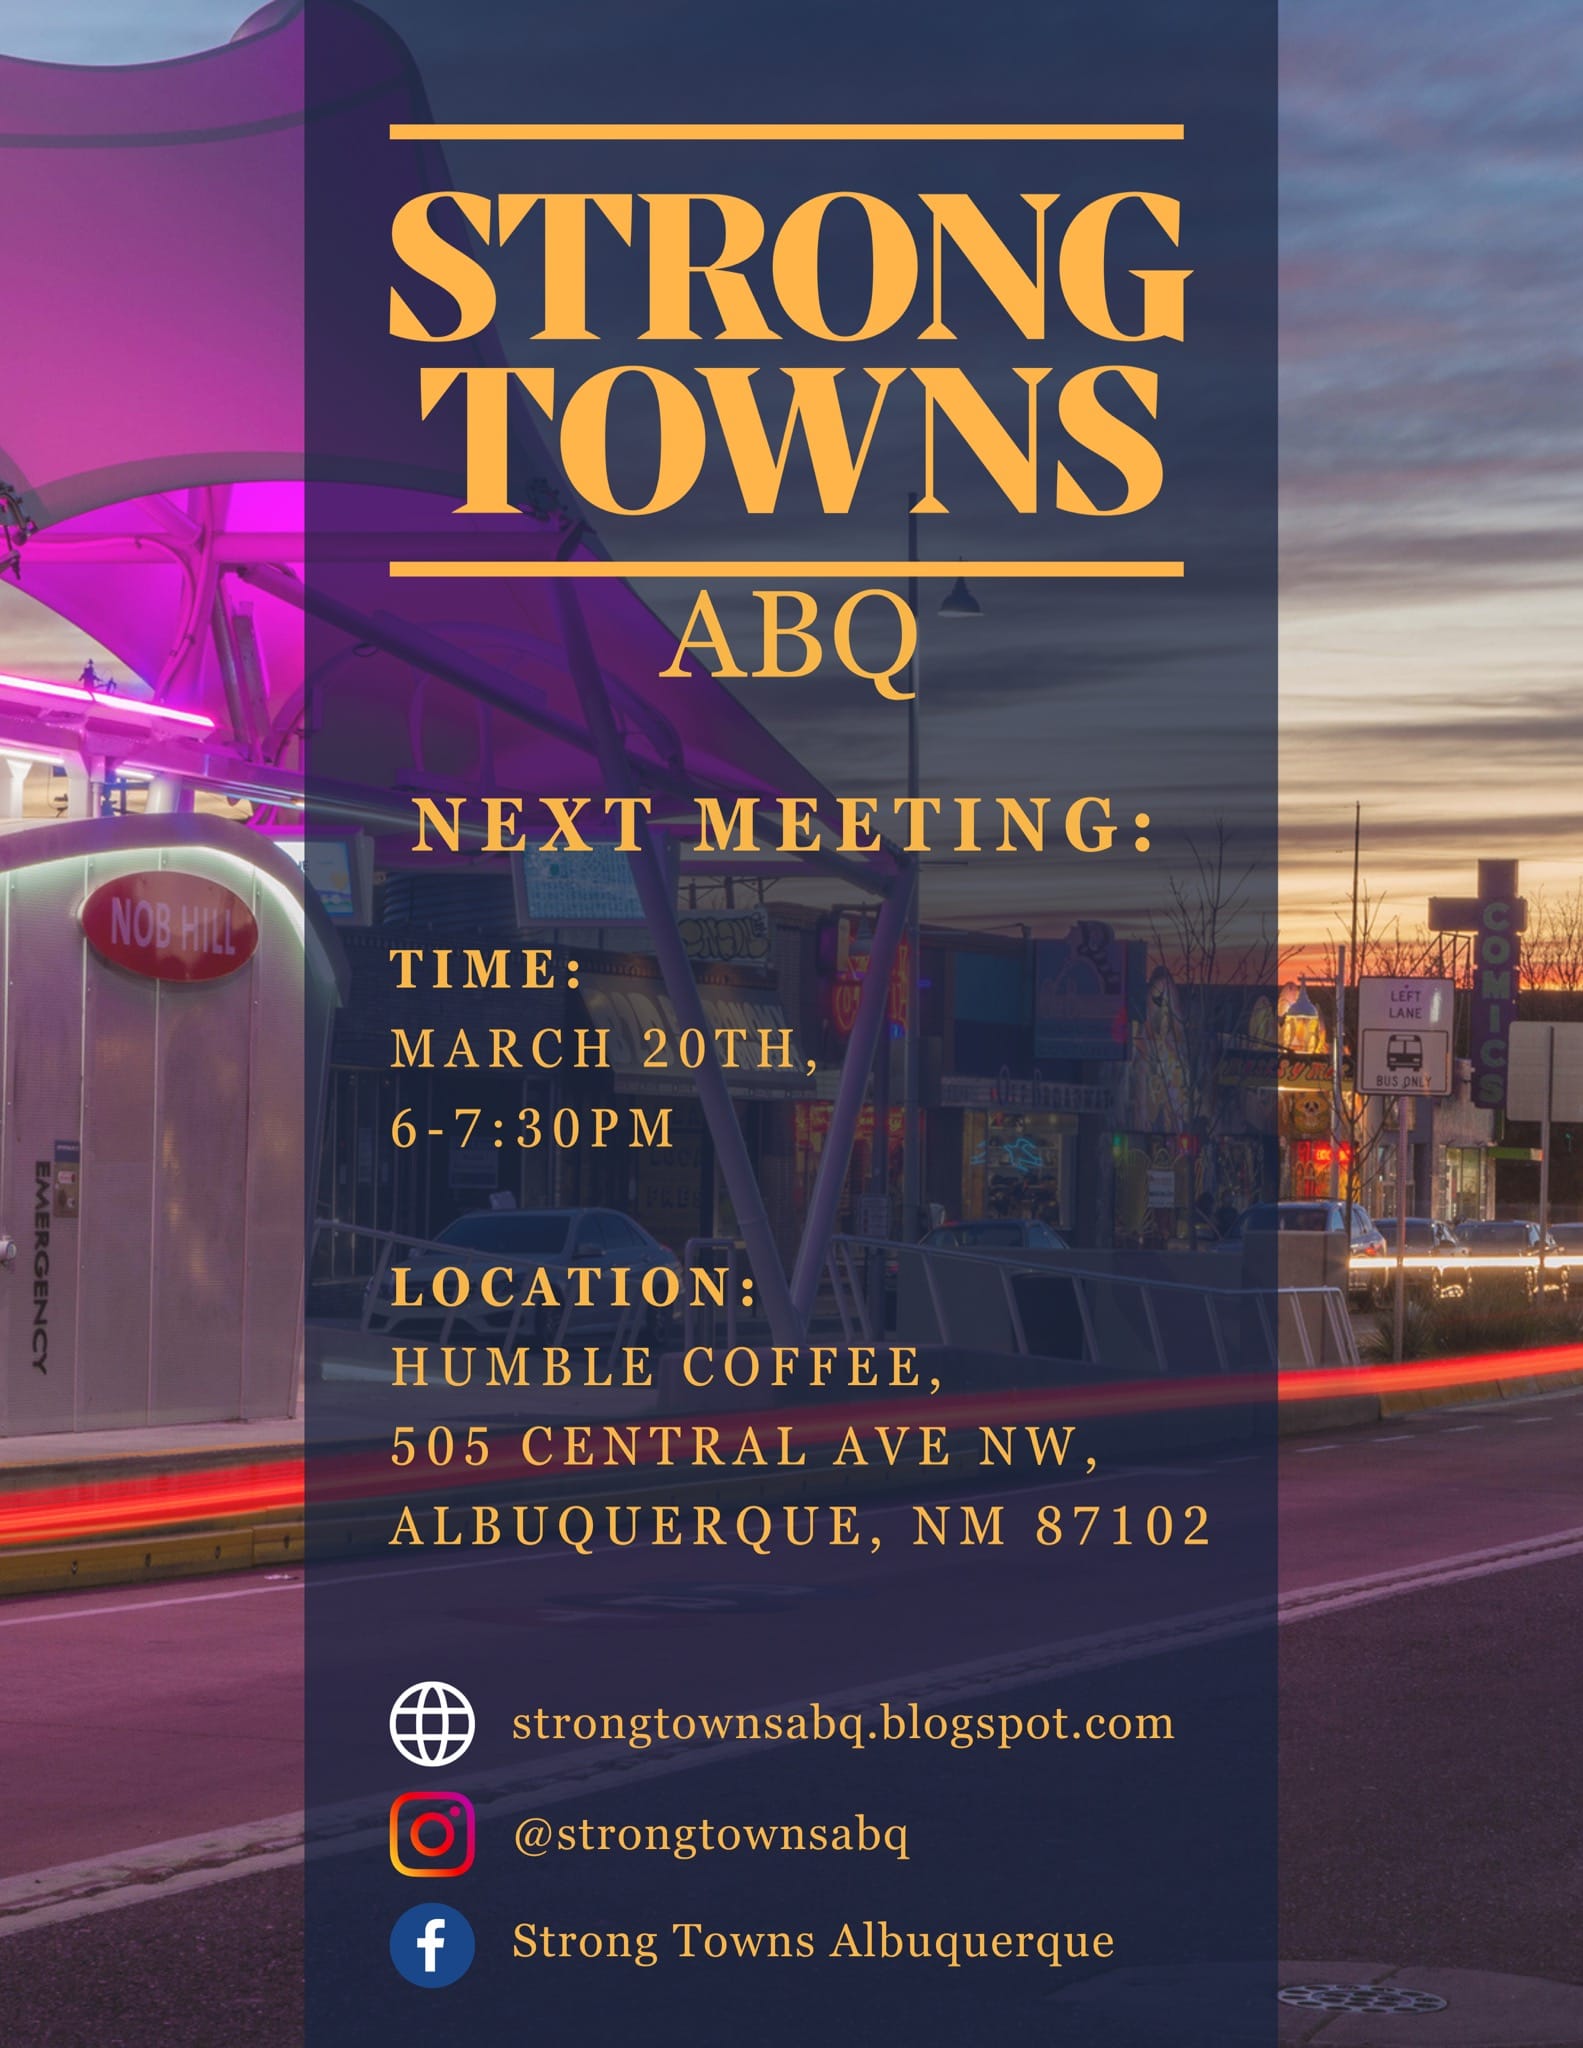 STRONG
TOWNS
ABQ
NEXT MEETING:
TIME:
MARCH 20TH,
6-7:30PM
LOCATION:
HUMBLE COFFEE,
505 CENTRAL AVE NW,
ALBUQUERQUE, NM 87102
strongtownsabq.blogspot.com
@strongtownsabq
Strong Towns Albuquerque
NOB HILL
EMERGENCY
COMICS
LEFT
LANE
BUS ONLY